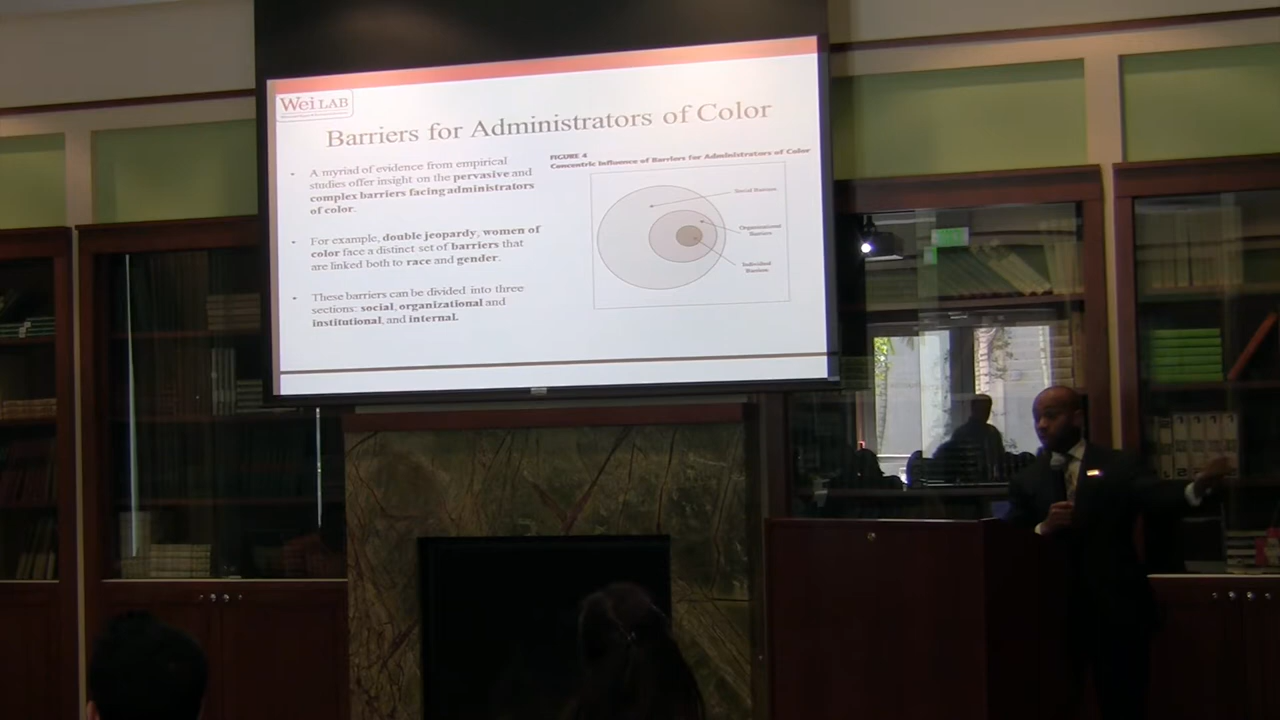 Wei LAB
Barriers for Administrators of Color
• A myriad of evidence from empirical
studies offer insight on the pervasive and
complex barriers facing administrators
of color.
• For example, double jeopardy, women of
color face a distinct set of barriers that
are linked both to race and gender.
• These barriers can be divided into three
sections: social, organizational and
institutional, and internal.
FIGURE 4
Concentric Influence of Barriers for Administrators of Color
Social Barriers
Organizational
Barriers
Individual
Barriers